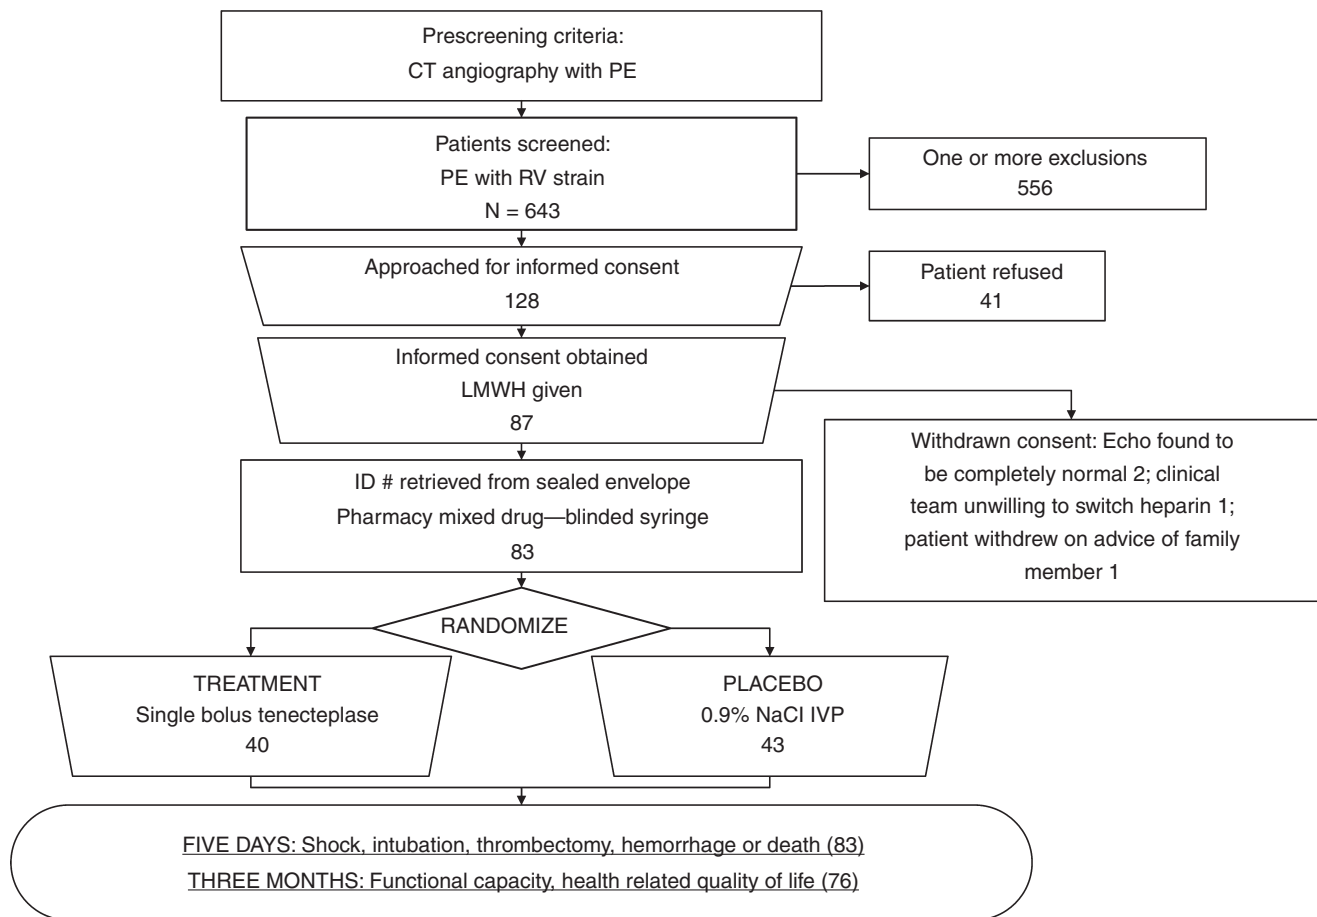 Prescreening criteria:
CT angiography with PE
Patients screened:
PE with RV strain
N = 643
One or more exclusions
556
Approached for informed consent
128
Patient refused
41
Informed consent obtained
LMWH given
87
Withdrawn consent: Echo found to
be completely normal 2; clinical
team unwilling to switch heparin 1;
patient withdrew on advice of family
member 1
ID # retrieved from sealed envelope
Pharmacy mixed drug—blinded syringe
83
RANDOMIZE
TREATMENT
Single bolus tenecteplase
40
PLACEBO
0.9% NaCl IVP
43
FIVE DAYS: Shock, intubation, thrombectomy, hemorrhage or death (83)
THREE MONTHS: Functional capacity, health related quality of life (76)